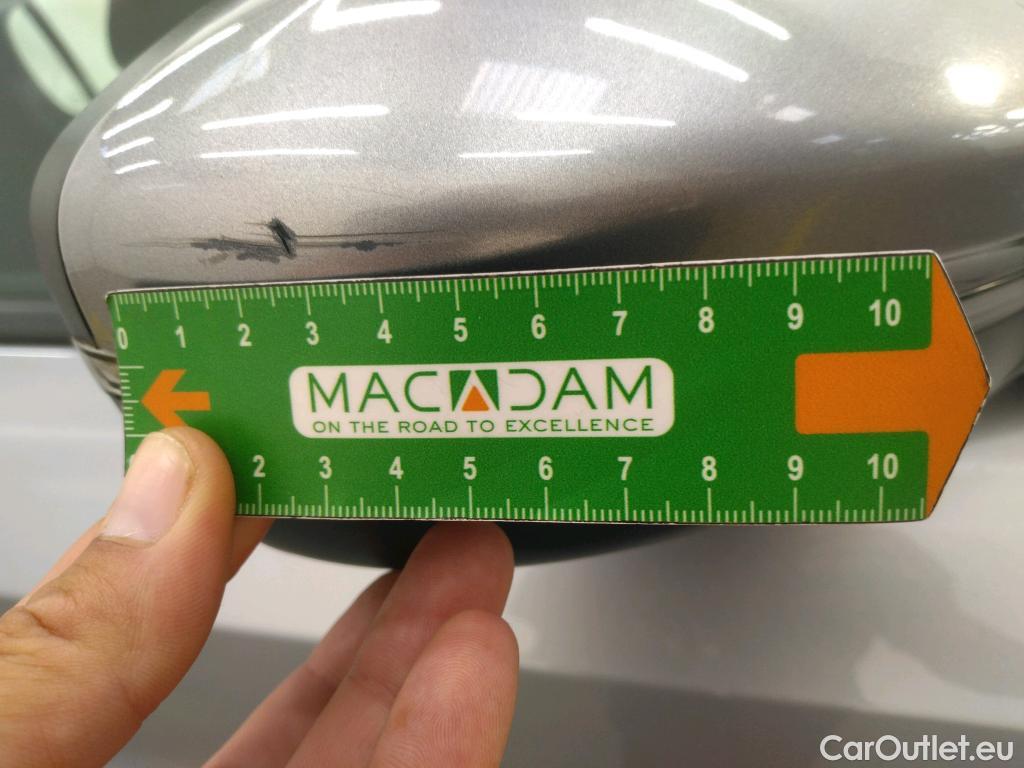 0 1 2 3 4 5 6 7 8 9 10
MACADAM
ON THE ROAD TO EXCELLENCE
2 3 4 5 6 7 8 9 10
CarOutlet.eu